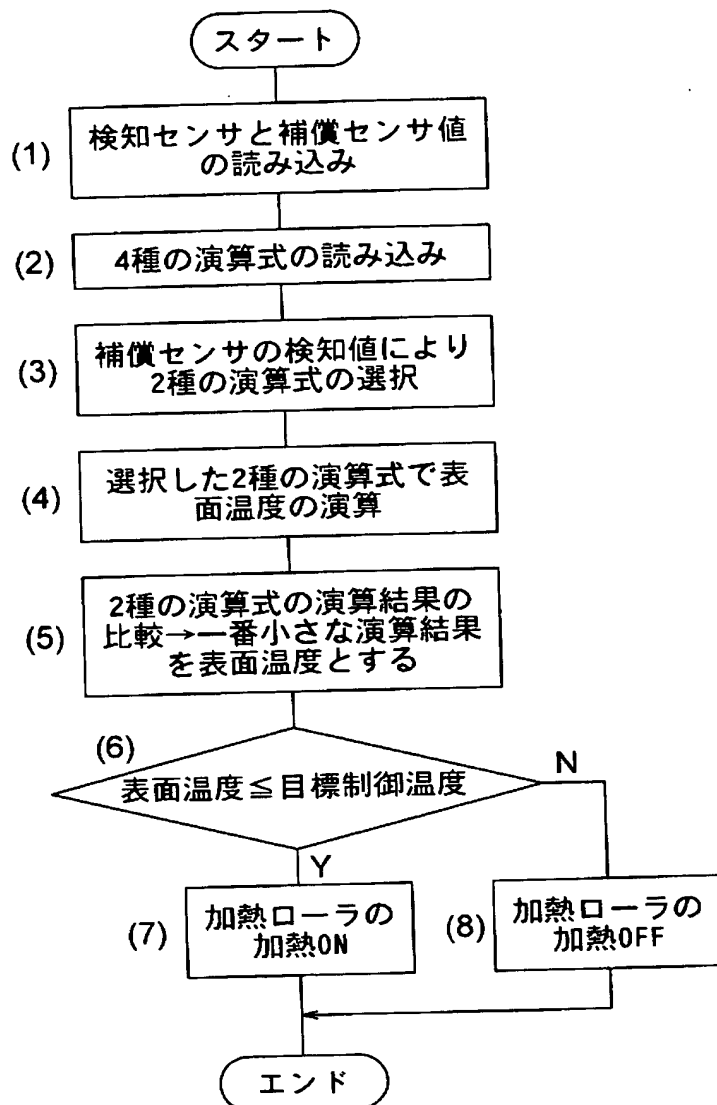 スタート
(1)
検知センサと補償センサ値
の読み込み
(2)
4種の演算式の読み込み
(3)
補償センサの検知値により
2種の演算式の選択
(4)
選択した2種の演算式で表
面温度の演算
(5)
2種の演算式の演算結果の
比較→一番小さな演算結果
を表面温度とする
(6)
表面温度≦目標制御温度
N
Y
(7)
加熱ローラの
加熱ON
(8)
加熱ローラの
加熱OFF
エンド